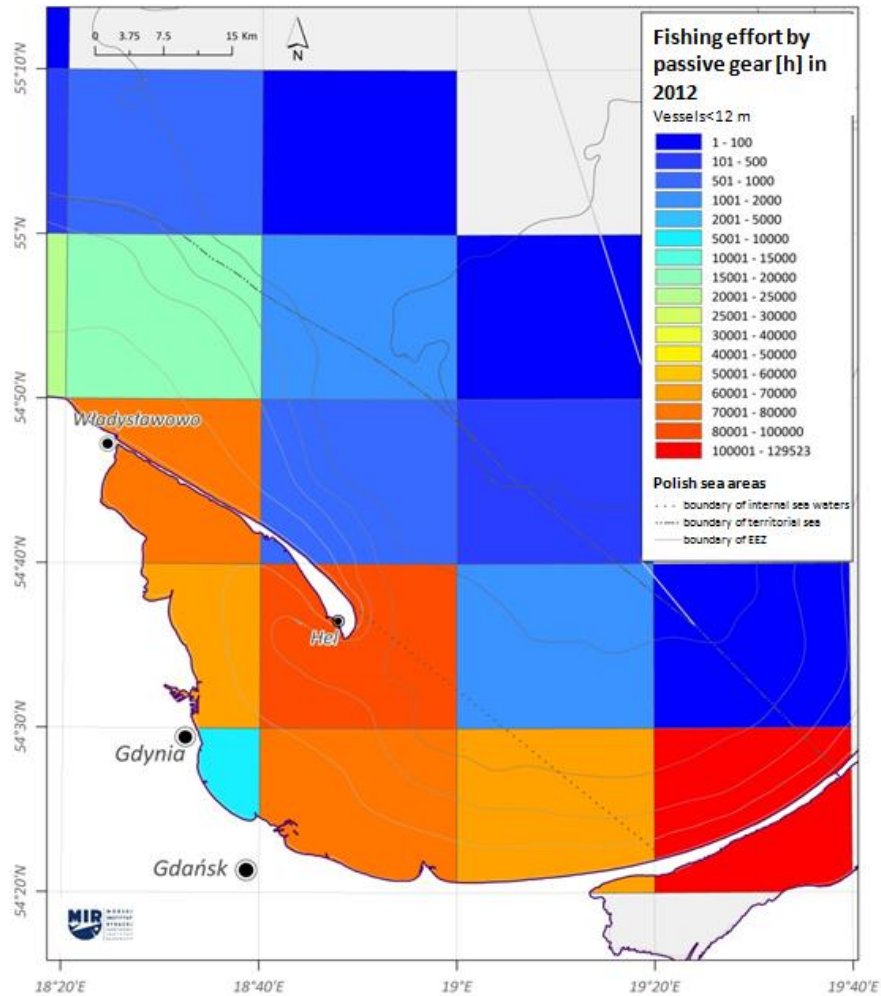 0 3.75 7.5 15 Km
N
Fishing effort by
passive gear [h] in
2012
Vessels<12 m
1 - 100
101 - 500
501 - 1000
1001 - 2000
2001 - 5000
5001 - 10000
10001 - 15000
15001 - 20000
20001 - 25000
25001 - 30000
30001 - 40000
40001 - 50000
50001 - 60000
60001 - 70000
70001 - 80000
80001 - 100000
100001 - 129523
Polish sea areas
boundary of internal sea waters
boundary of territorial sea
boundary of EEZ
55°10'N
55°N
54°50'N
54°40'N
54°30'N
54°20'N
Władysławowo
Hel
Gdynia
Gdańsk
MIR
18°20'E 18°40'E 19°E 19°20'E 19°40'E